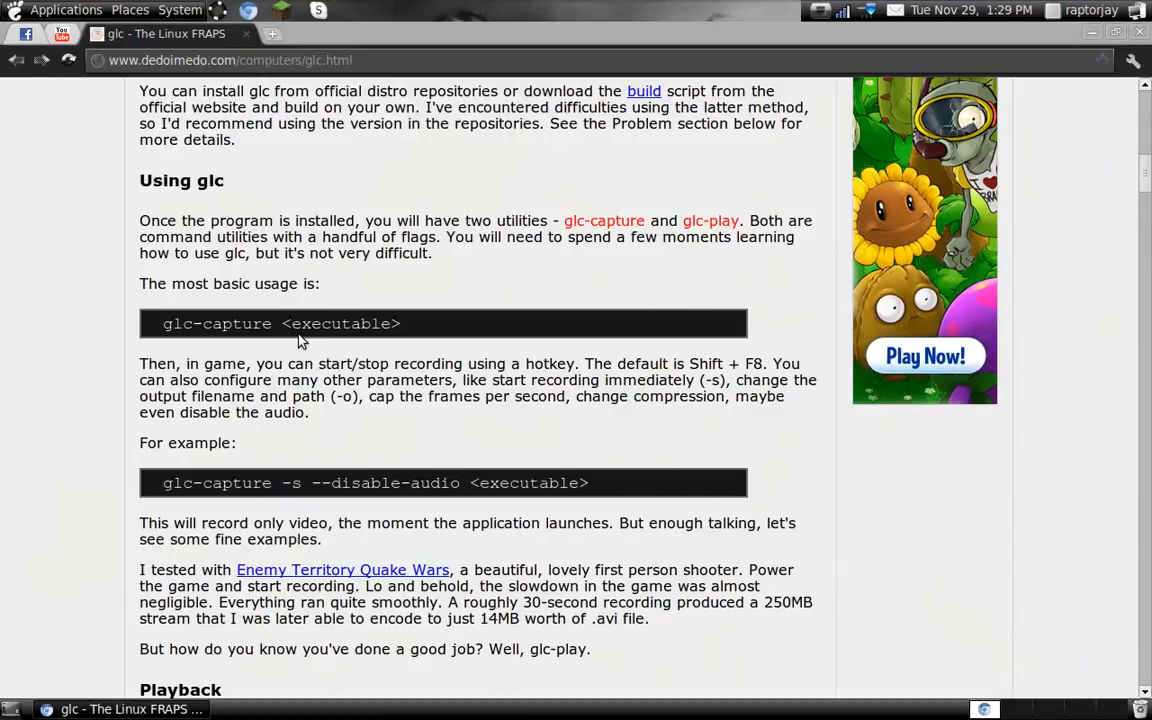 Applications Places System
Tue Nov 29, 1:29 PM raptorjay
You Tube glc - The Linux FRAPS
www.dedoimedo.com/computers/glc.html
You can install glc from official distro repositories or download the build script from the
official website and build on your own. I've encountered difficulties using the latter method,
so I'd recommend using the version in the repositories. See the Problem section below for
more details.
Using glc
Once the program is installed, you will have two utilities - glc-capture and glc-play. Both are
command utilities with a handful of flags. You will need to spend a few moments learning
how to use glc, but it's not very difficult.
The most basic usage is:
glc-capture <executable>
Then, in game, you can start/stop recording using a hotkey. The default is Shift + F8. You
can also configure many other parameters, like start recording immediately (-s), change the
output filename and path (-o), cap the frames per second, change compression, maybe
even disable the audio.
For example:
glc-capture -s --disable-audio <executable>
This will record only video, the moment the application launches. But enough talking, let's
see some fine examples.
I tested with Enemy Territory Quake Wars, a beautiful, lovely first person shooter. Power
the game and start recording. Lo and behold, the slowdown in the game was almost
negligible. Everything ran quite smoothly. A roughly 30-second recording produced a 250MB
stream that I was later able to encode to just 14MB worth of .avi file.
But how do you know you've done a good job? Well, glc-play.
Playback
Play Now!
glc - The Linux FRAPS ...